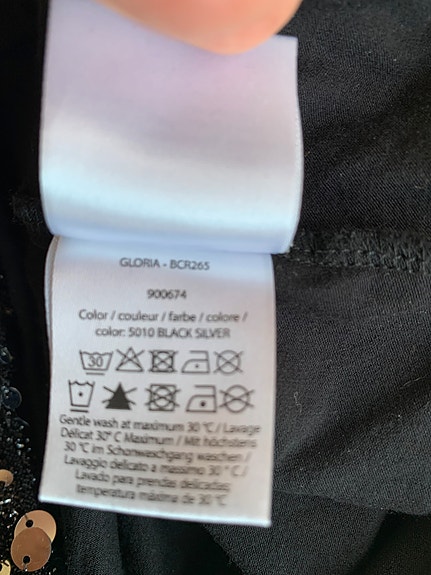 GLORIA - BCR265
900674
Color / couleur / farbe / colore /
color: 5010 BLACK SILVER
30
Gentle wash at maximum 30 °C / Lavage
Délicat 30° C Maximum / Mit höchstens
30 °C im Schonwaschgang waschen /
Lavaggio delicato a massimo 30 ° C /
Lavado para prendas delicadas,
temperatura máxima de 30 °C